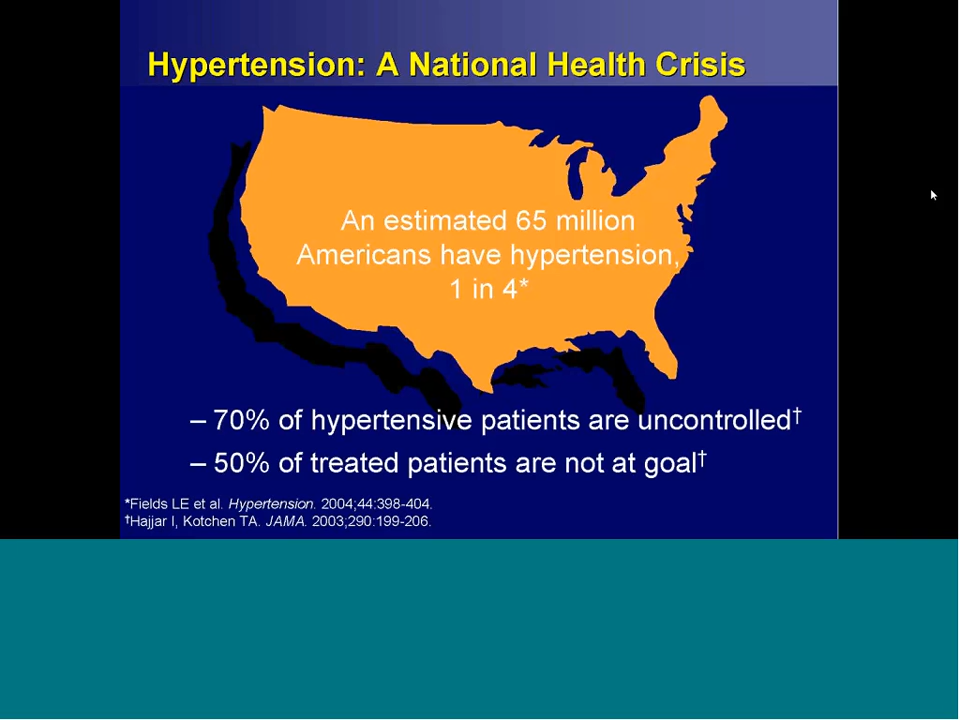 Hypertension: A National Health Crisis
An estimated 65 million
Americans have hypertension,
1 in 4*
– 70% of hypertensive patients are uncontrolled†
– 50% of treated patients are not at goal†
*Fields LE et al. Hypertension. 2004;44:398-404.
†Hajjar I, Kotchen TA. JAMA. 2003;290:199-206.